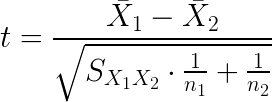 t = \frac{\bar{X}_1 - \bar{X}_2}{\sqrt{S_{X_1X_2} \cdot \frac{1}{n_1} + \frac{1}{n_2}}}